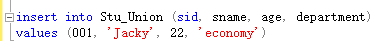 insert into Stu_Union (sid, sname, age, department)
values (001, 'Jacky', 22, 'economy')